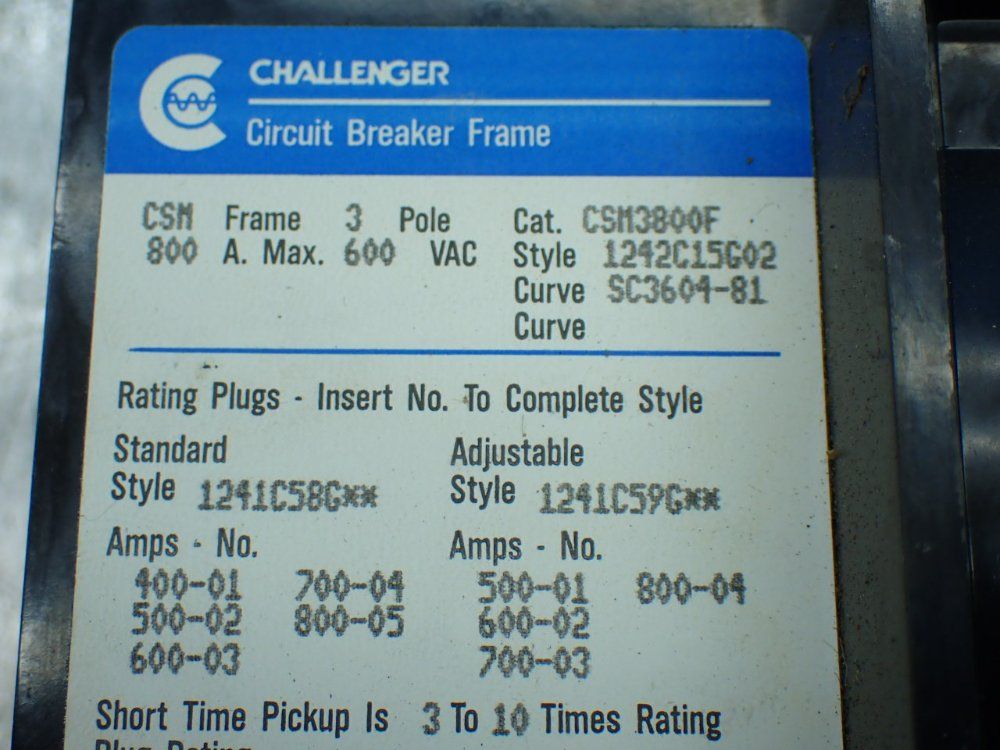 CHALLENGER
Circuit Breaker Frame
CSM Frame 3 Pole Cat. CSM3800F
800 A. Max. 600 VAC Style 1242C15G02
Curve SC3604-81
Curve
Rating Plugs - Insert No. To Complete Style
Standard Adjustable
Style 1241C58G** Style 1241C59G**
Amps - No. Amps - No.
400-01 700-04 500-01 800-04
500-02 800-05 600-02
600-03 700-03
Short Time Pickup Is 3 To 10 Times Rating
Plug Rating